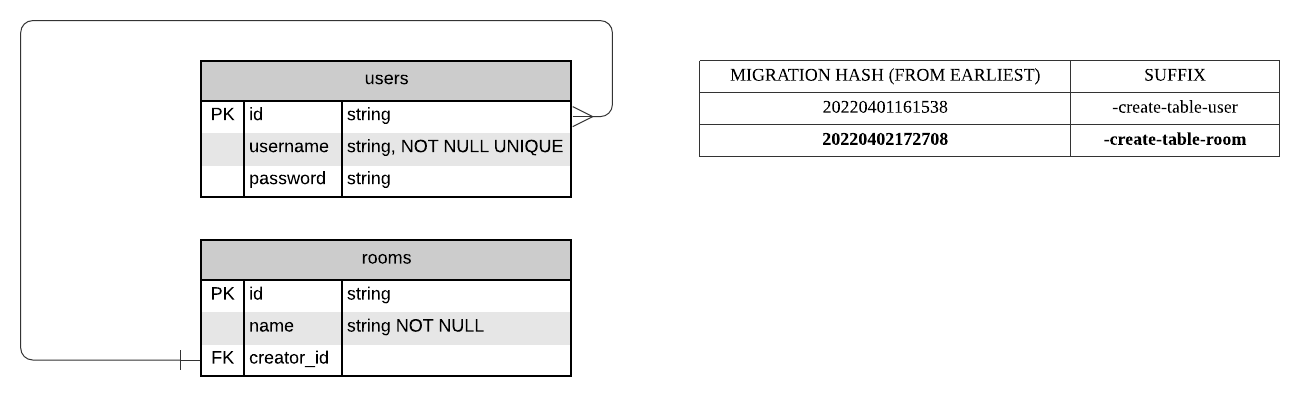 users
PK id string
username string, NOT NULL UNIQUE
password string
rooms
PK id string
name string NOT NULL
FK creator_id
MIGRATION HASH (FROM EARLIEST) SUFFIX
20220401161538 -create-table-user
20220402172708 -create-table-room